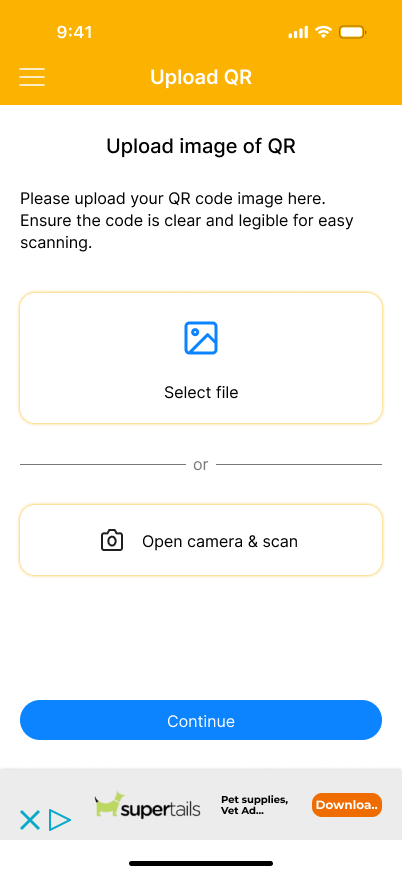 9:41
Upload QR
Upload image of QR
Please upload your QR code image here.
Ensure the code is clear and legible for easy
scanning.
Select file
or
Open camera & scan
Continue
supertails
Pet supplies,
Vet Ad...
Downloa..